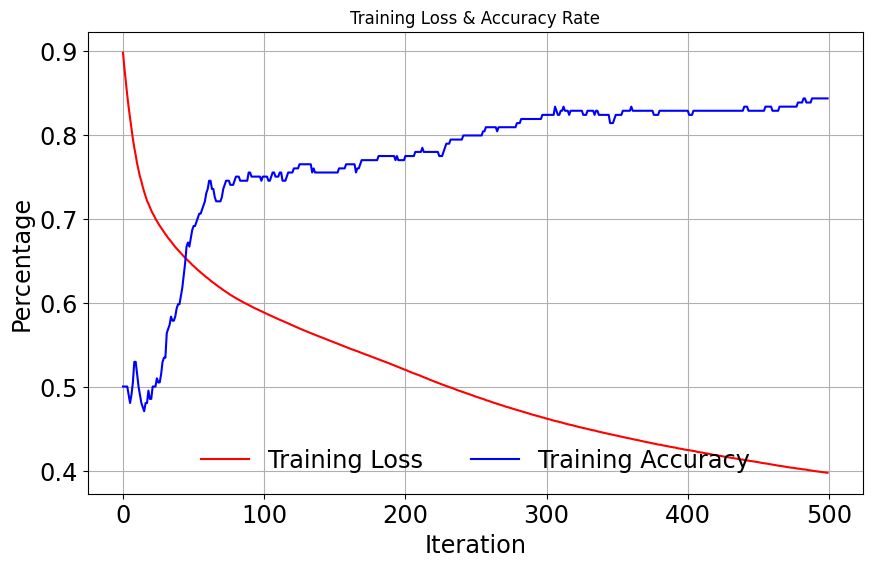 Training Loss & Accuracy Rate
Percentage
0.9
0.8
0.7
0.6
0.5
0.4
Training Loss
Training Accuracy
0
100
200
300
400
500
Iteration